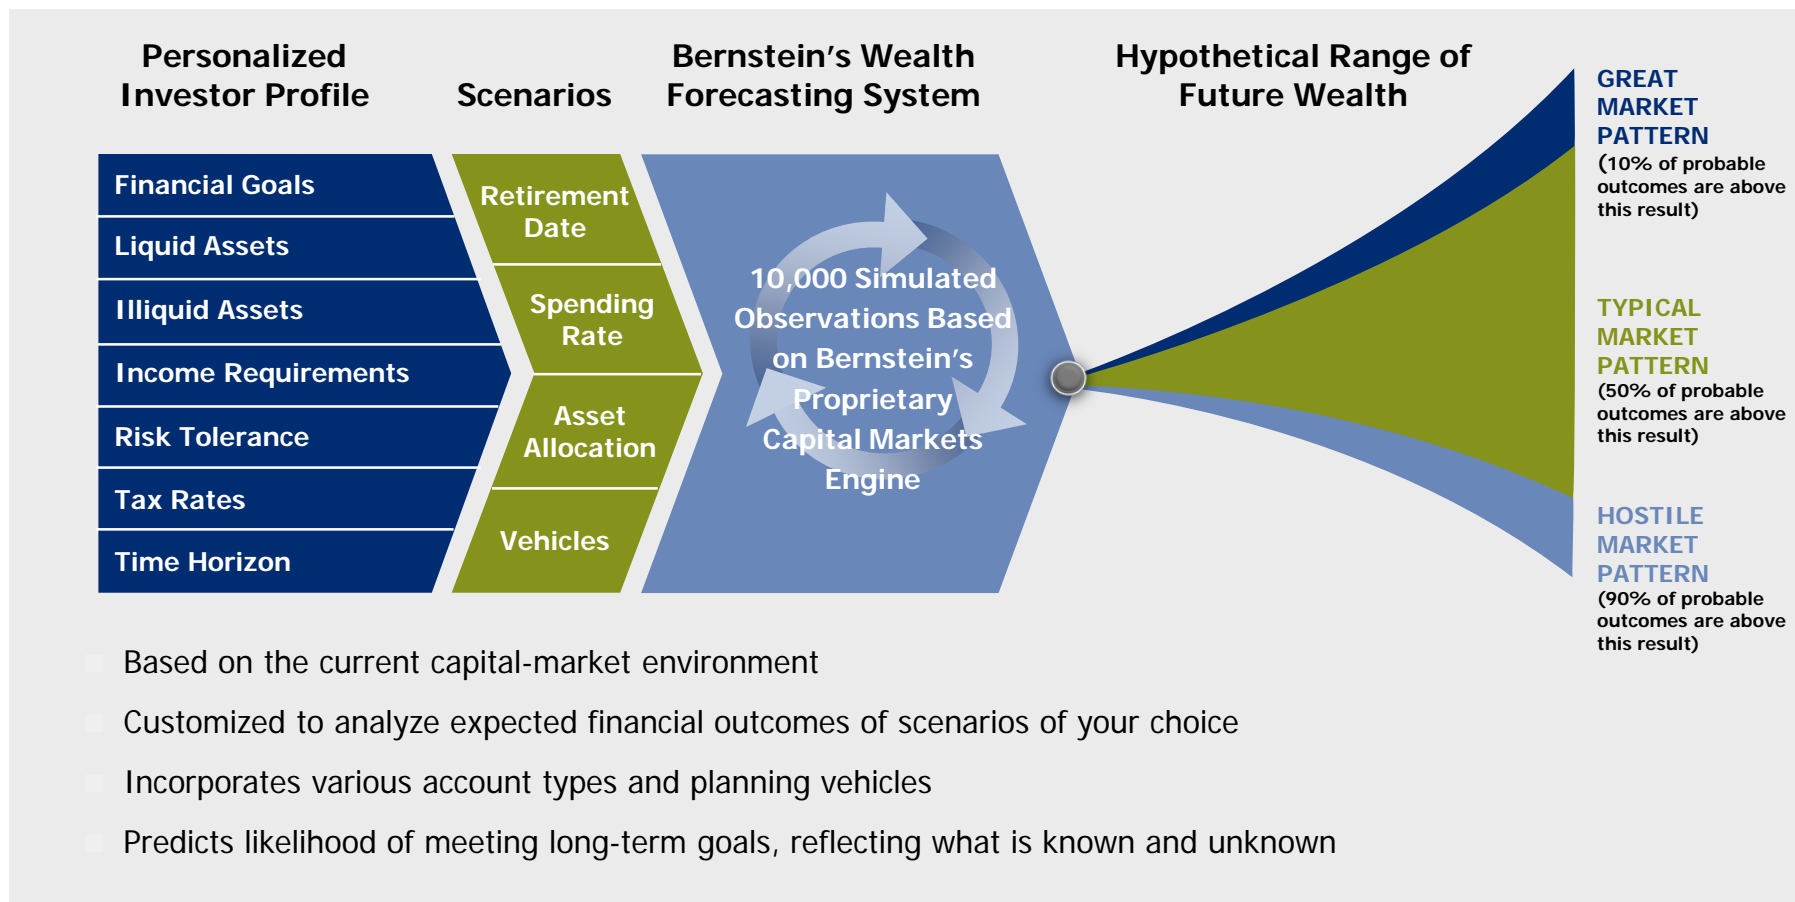 Personalized
Investor Profile
Scenarios
Bernstein’s Wealth
Forecasting System
Hypothetical Range of
Future Wealth
Financial Goals
Liquid Assets
Illiquid Assets
Income Requirements
Risk Tolerance
Tax Rates
Time Horizon
Retirement
Date
Spending
Rate
Asset
Allocation
Vehicles
10,000 Simulated
Observations Based
on Bernstein’s
Proprietary
Capital Markets
Engine
GREAT
MARKET
PATTERN
(10% of probable
outcomes are above
this result)
TYPICAL
MARKET
PATTERN
(50% of probable
outcomes are above
this result)
HOSTILE
MARKET
PATTERN
(90% of probable
outcomes are above
this result)
Based on the current capital-market environment
Customized to analyze expected financial outcomes of scenarios of your choice
Incorporates various account types and planning vehicles
Predicts likelihood of meeting long-term goals, reflecting what is known and unknown